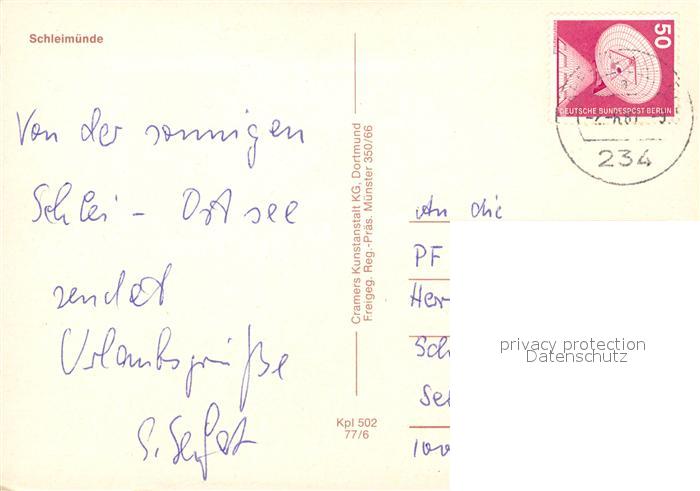 Schleimünde
50
DEUTSCHE BUNDESPOST BERLIN
234
Von der sonnigen
Schlei - Ostsee
sendet
Urlaubsgrüße
Cramers Kunstanstalt KG, Dortmund
Freigeg. Reg.-Präs. Münster 350/66
Kpl 502
77/6
An die
PF
Her
Sch
Se
100
privacy protection
Datenschutz